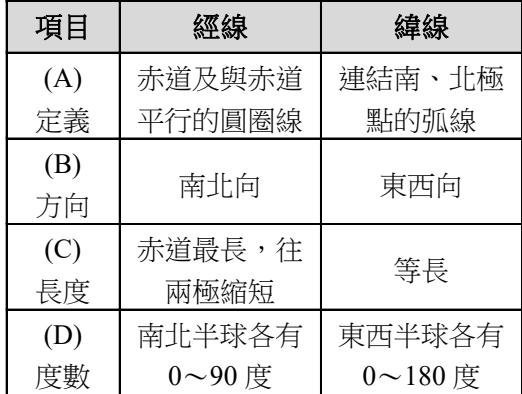 項目 經線 緯線
(A) 赤道及與赤道 連結南、北極
定義 平行的圓圈線 點的弧線
(B)
方向 南北向 東西向
(C) 赤道最長，往
長度 兩極縮短 等長
(D) 南北半球各有 東西半球各有
度數 0～90 度 0～180 度